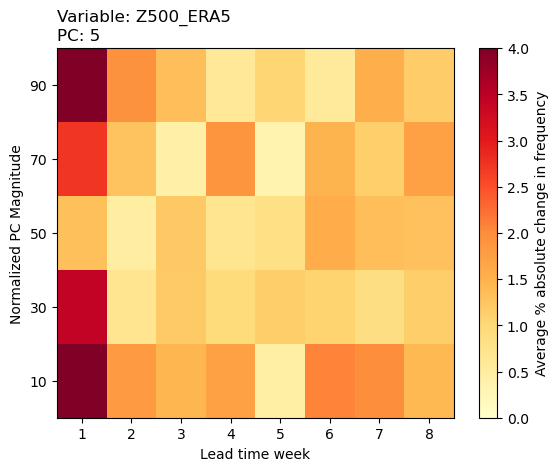 Variable: Z500_ERA5
PC: 5
Normalized PC Magnitude
90
70
50
30
10
1 2 3 4 5 6 7 8
Lead time week
4.0
3.5
3.0
2.5
2.0
1.5
1.0
0.5
0.0
Average % absolute change in frequency